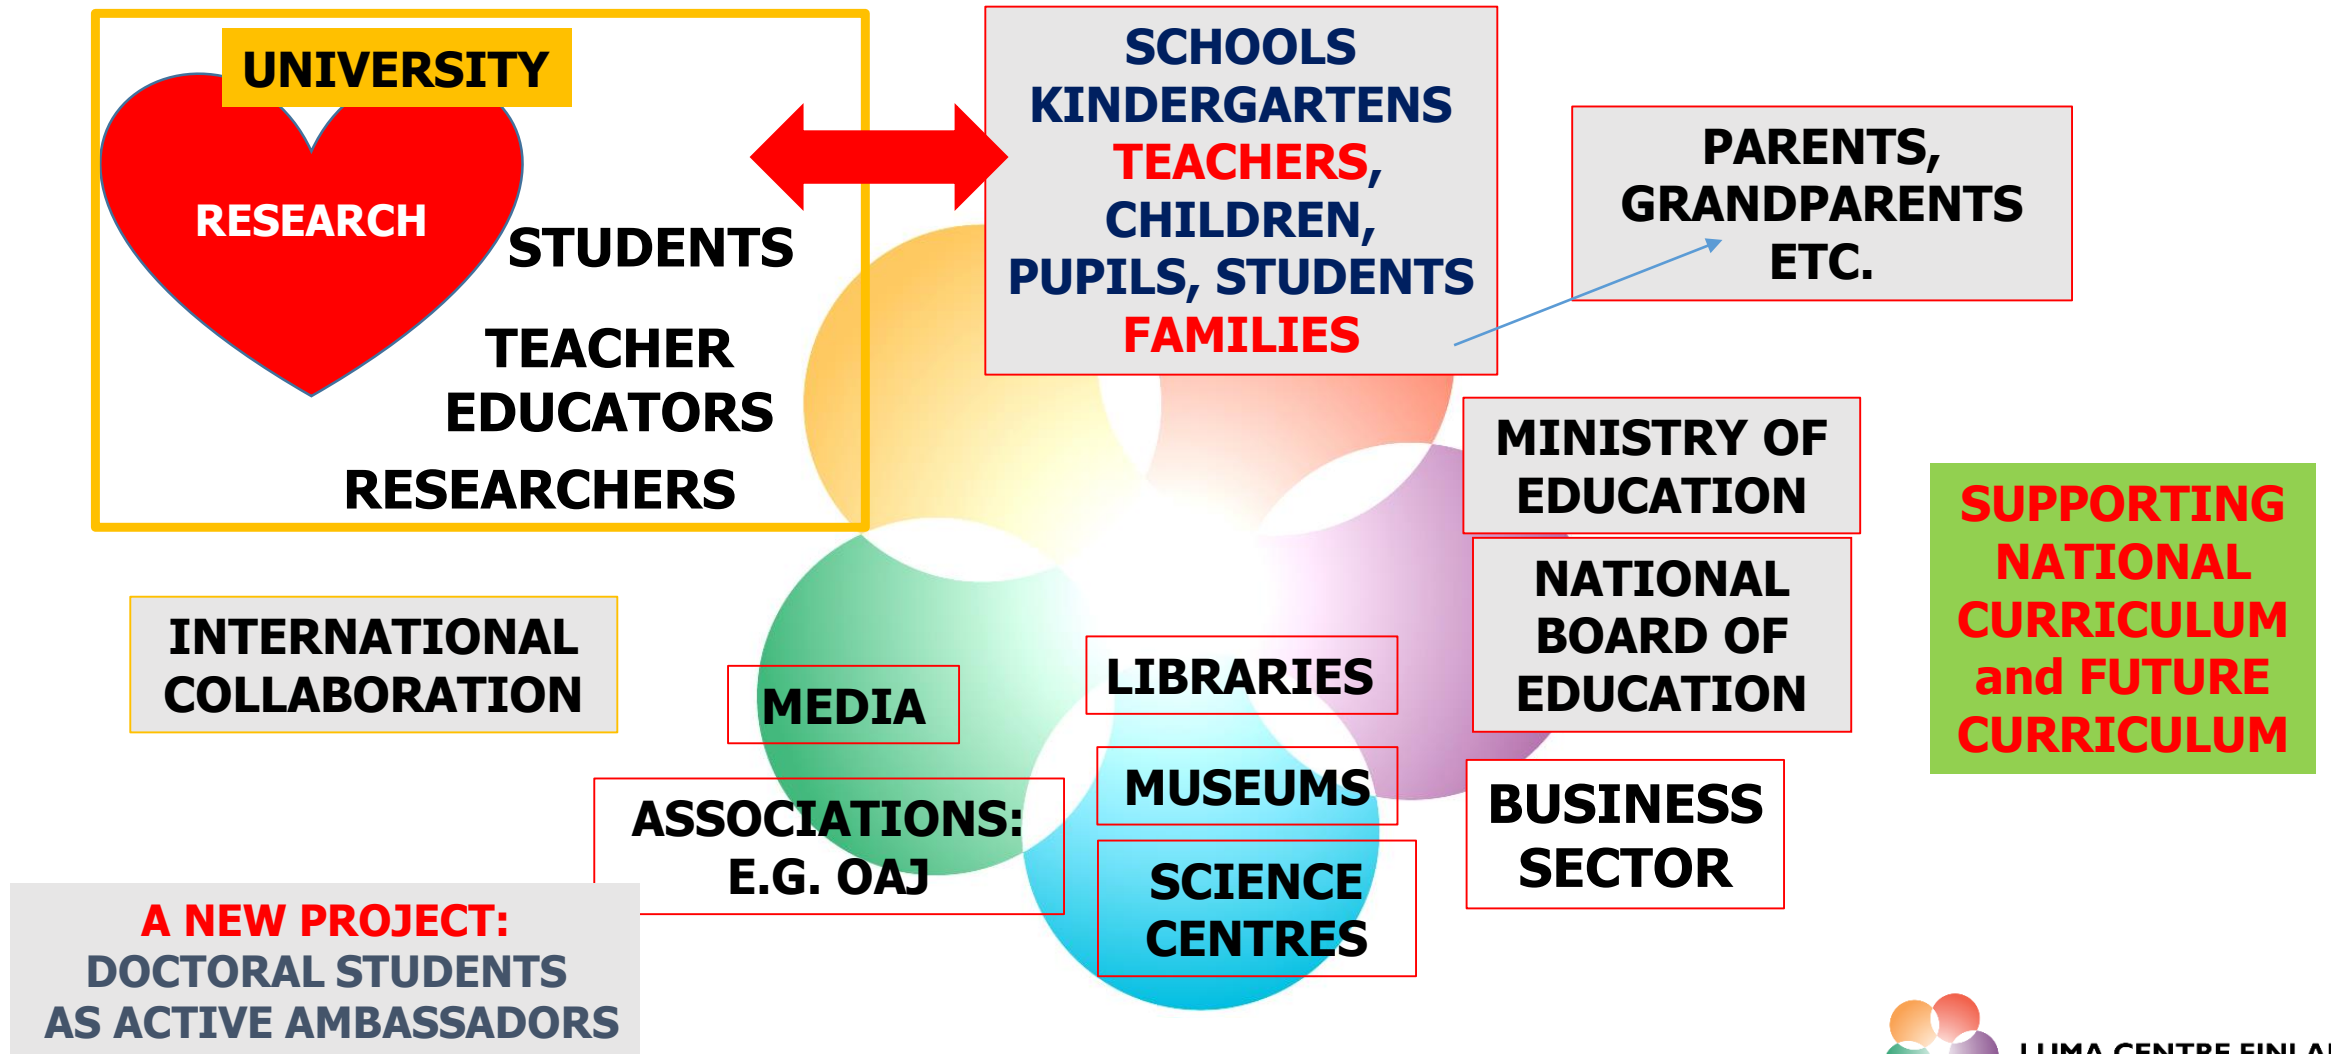 UNIVERSITY
RESEARCH
STUDENTS
TEACHER
EDUCATORS
RESEARCHERS
SCHOOLS
KINDERGARTENS
TEACHERS,
CHILDREN,
PUPILS, STUDENTS
FAMILIES
PARENTS,
GRANDPARENTS
ETC.
MINISTRY OF
EDUCATION
NATIONAL
BOARD OF
EDUCATION
SUPPORTING
NATIONAL
CURRICULUM
and FUTURE
CURRICULUM
INTERNATIONAL
COLLABORATION
MEDIA
LIBRARIES
MUSEUMS
SCIENCE
CENTRES
ASSOCIATIONS:
E.G. OAJ
BUSINESS
SECTOR
A NEW PROJECT:
DOCTORAL STUDENTS
AS ACTIVE AMBASSADORS
LUMA CENTRE